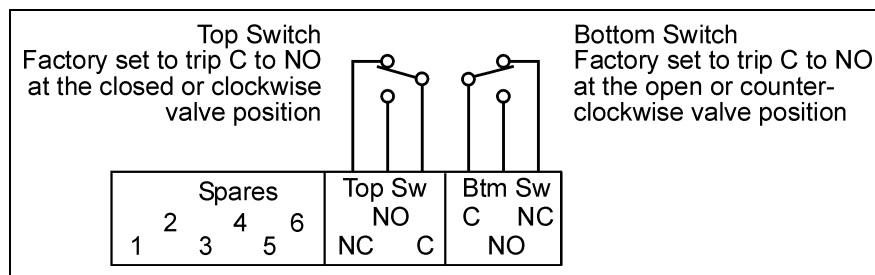 Top Switch
Factory set to trip C to NO
at the closed or clockwise
valve position
Bottom Switch
Factory set to trip C to NO
at the open or counter-
clockwise valve position
Spares
2 4 6
1 3 5
Top Sw
NO
NC C
Btm Sw
C NC
NO